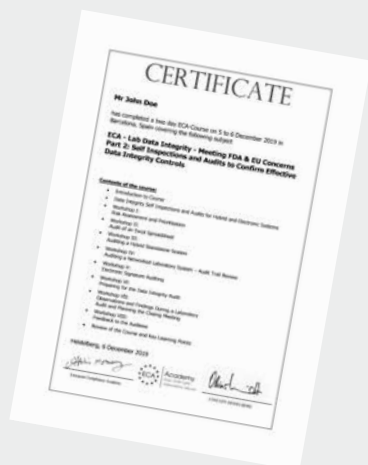 CERTIFICATE
Mr John Doe
has completed a two day ECA-Course on 5 to 6 December 2019 in
Barcelona, Spain covering the following subject
ECA - Lab Data Integrity - Meeting FDA & EU Concerns
Part 2: Self Inspections and Audits to Confirm Effective
Data Integrity Controls
Contents of the course:
• Introduction to Course
• Data Integrity Self Inspections and Audits for Hybrid and Electronic Systems
• Workshop I:
Risk Assessment and Prioritisation
• Workshop II:
Audit of an Excel Spreadsheet
• Workshop III:
Auditing a Hybrid Standalone System
• Workshop IV:
Auditing a Networked Laboratory System - Audit Trail Review
• Workshop V:
Electronic Signature Auditing
• Workshop VI:
Preparing for the Data Integrity Audit
• Workshop VII:
Observations and Findings During a Laboratory
Audit and Planning the Closing Meeting
• Workshop VIII:
Feedback to the Auditees
• Review of the Course and Key Learning Points
Heidelberg, 6 December 2019
ECA Academy
European Compliance Academy
CONCEPT HEIDELBERG